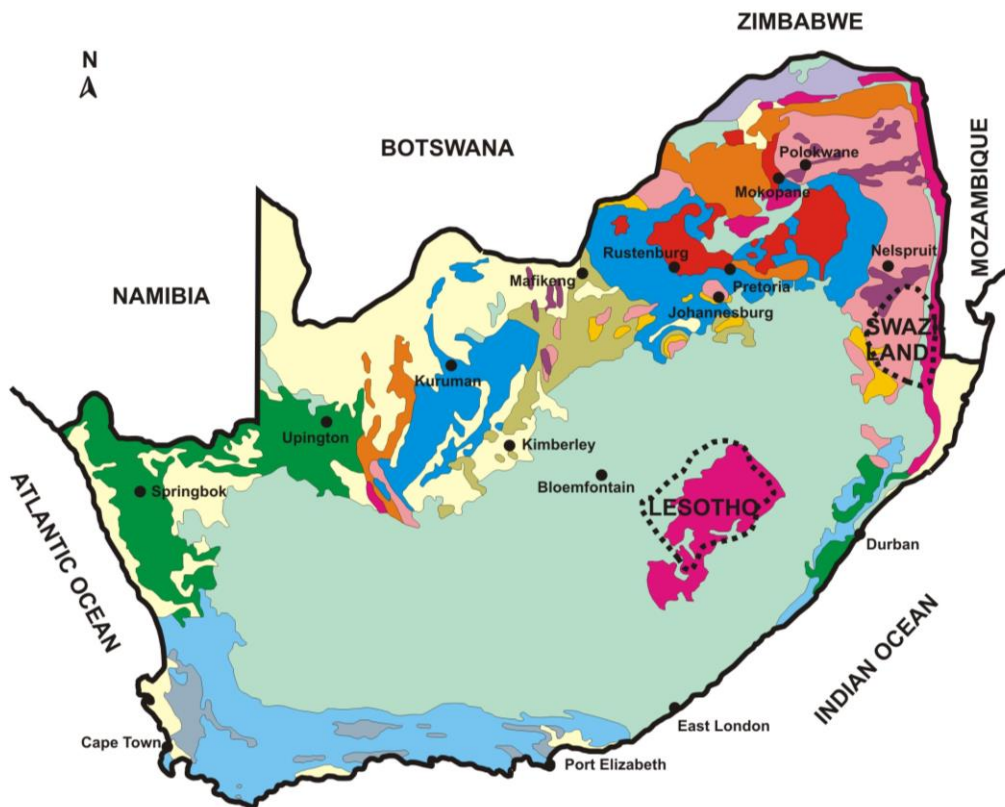 ZIMBABWE
N
BOTSWANA
MOZAMBIQUE
Polokwane
Mokopane
Rustenburg
Nelspruit
Mafikeng
Pretoria
NAMIBIA
Johannesburg
SWAZI
LAND
Kuruman
Upington
Kimberley
Springbok
Bloemfontain
LESOTHO
ATLANTIC OCEAN
Durban
INDIAN OCEAN
East London
Cape Town
Port Elizabeth